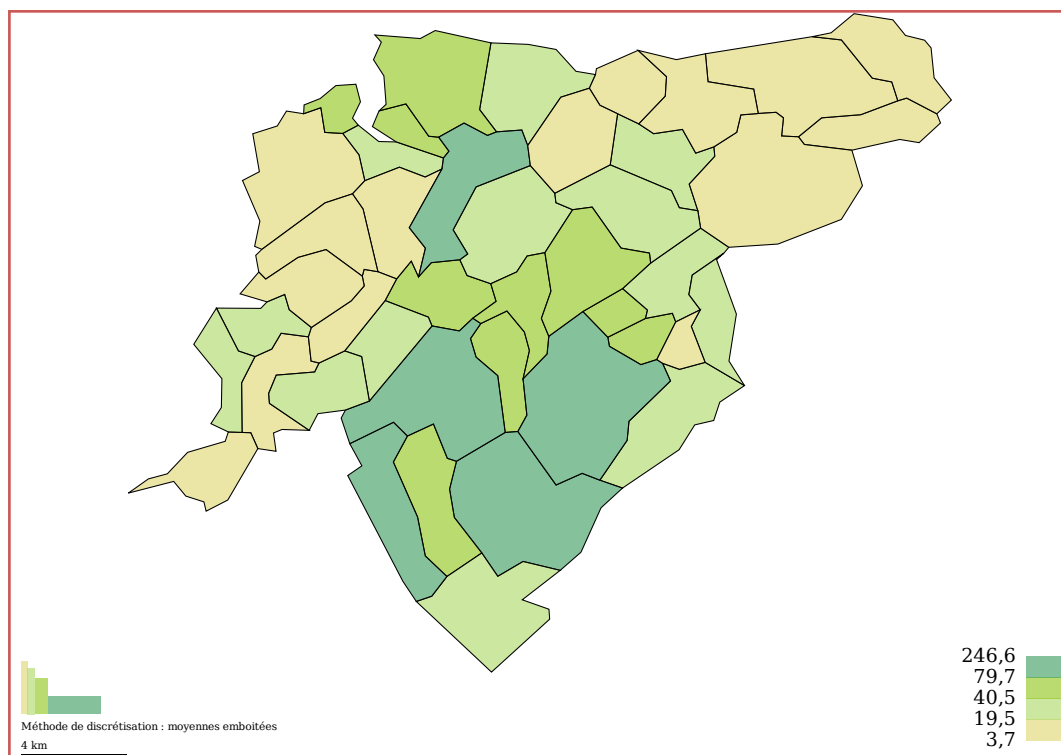 246,6
79,7
40,5
19,5
3,7
Méthode de discrétisation : moyennes emboitées
4 km